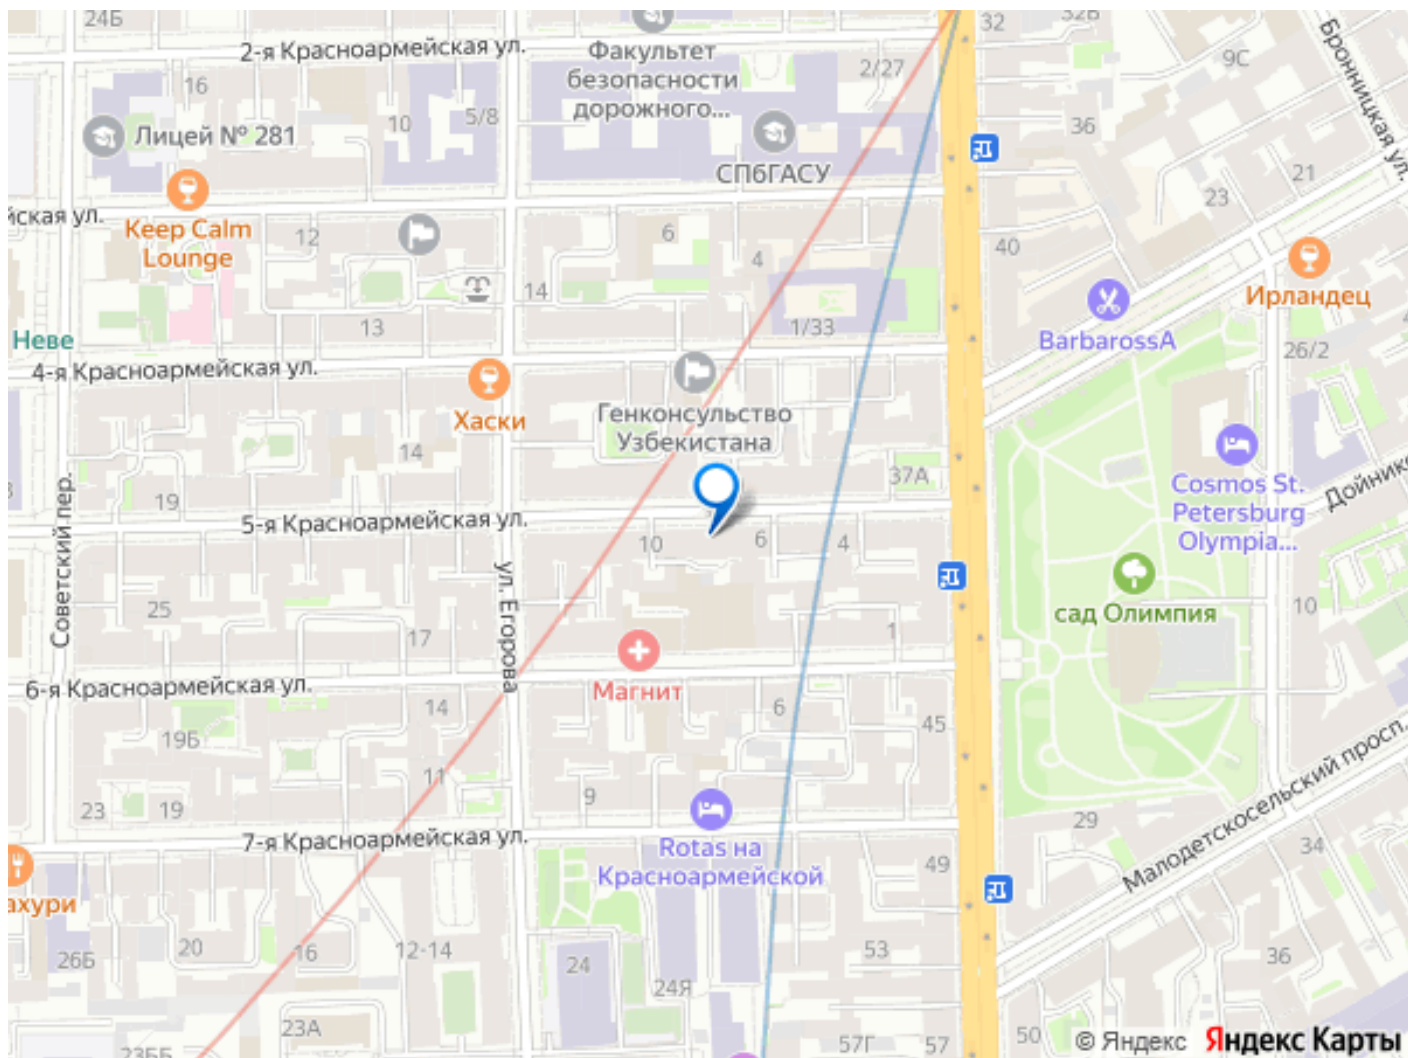 24Б
2-я Красноармейская ул.
32
32В
Факультет
безопасности
дорожного...
2/27
9С
Бронницкая ул.
16
10
5/8
36
Лицей № 281
СПбГАСУ
21
23
йская ул.
Keep Calm
Lounge
12
6
4
40
14
Ирландец
13
1/33
BarbarossA
26/2
Неве
4-я Красноармейская ул.
Хаски
Генконсульство
Узбекистана
14
37А
Cosmos St.
Petersburg
Olympia...
Дойников
19
5-я Красноармейская ул.
10
6
4
Советский пер.
ул. Егорова
сад Олимпия
10
25
17
1
6-я Красноармейская ул.
Магнит
14
6
45
19Б
11
Малодетскосельский просп.
23
19
9
7-я Красноармейская ул.
Rotas на
Красноармейской
29
34
49
ахури
26Б
20
16
12-14
24
53
36
24Я
23А
23ББ
57Г
57
50
© Яндекс Яндекс Карты